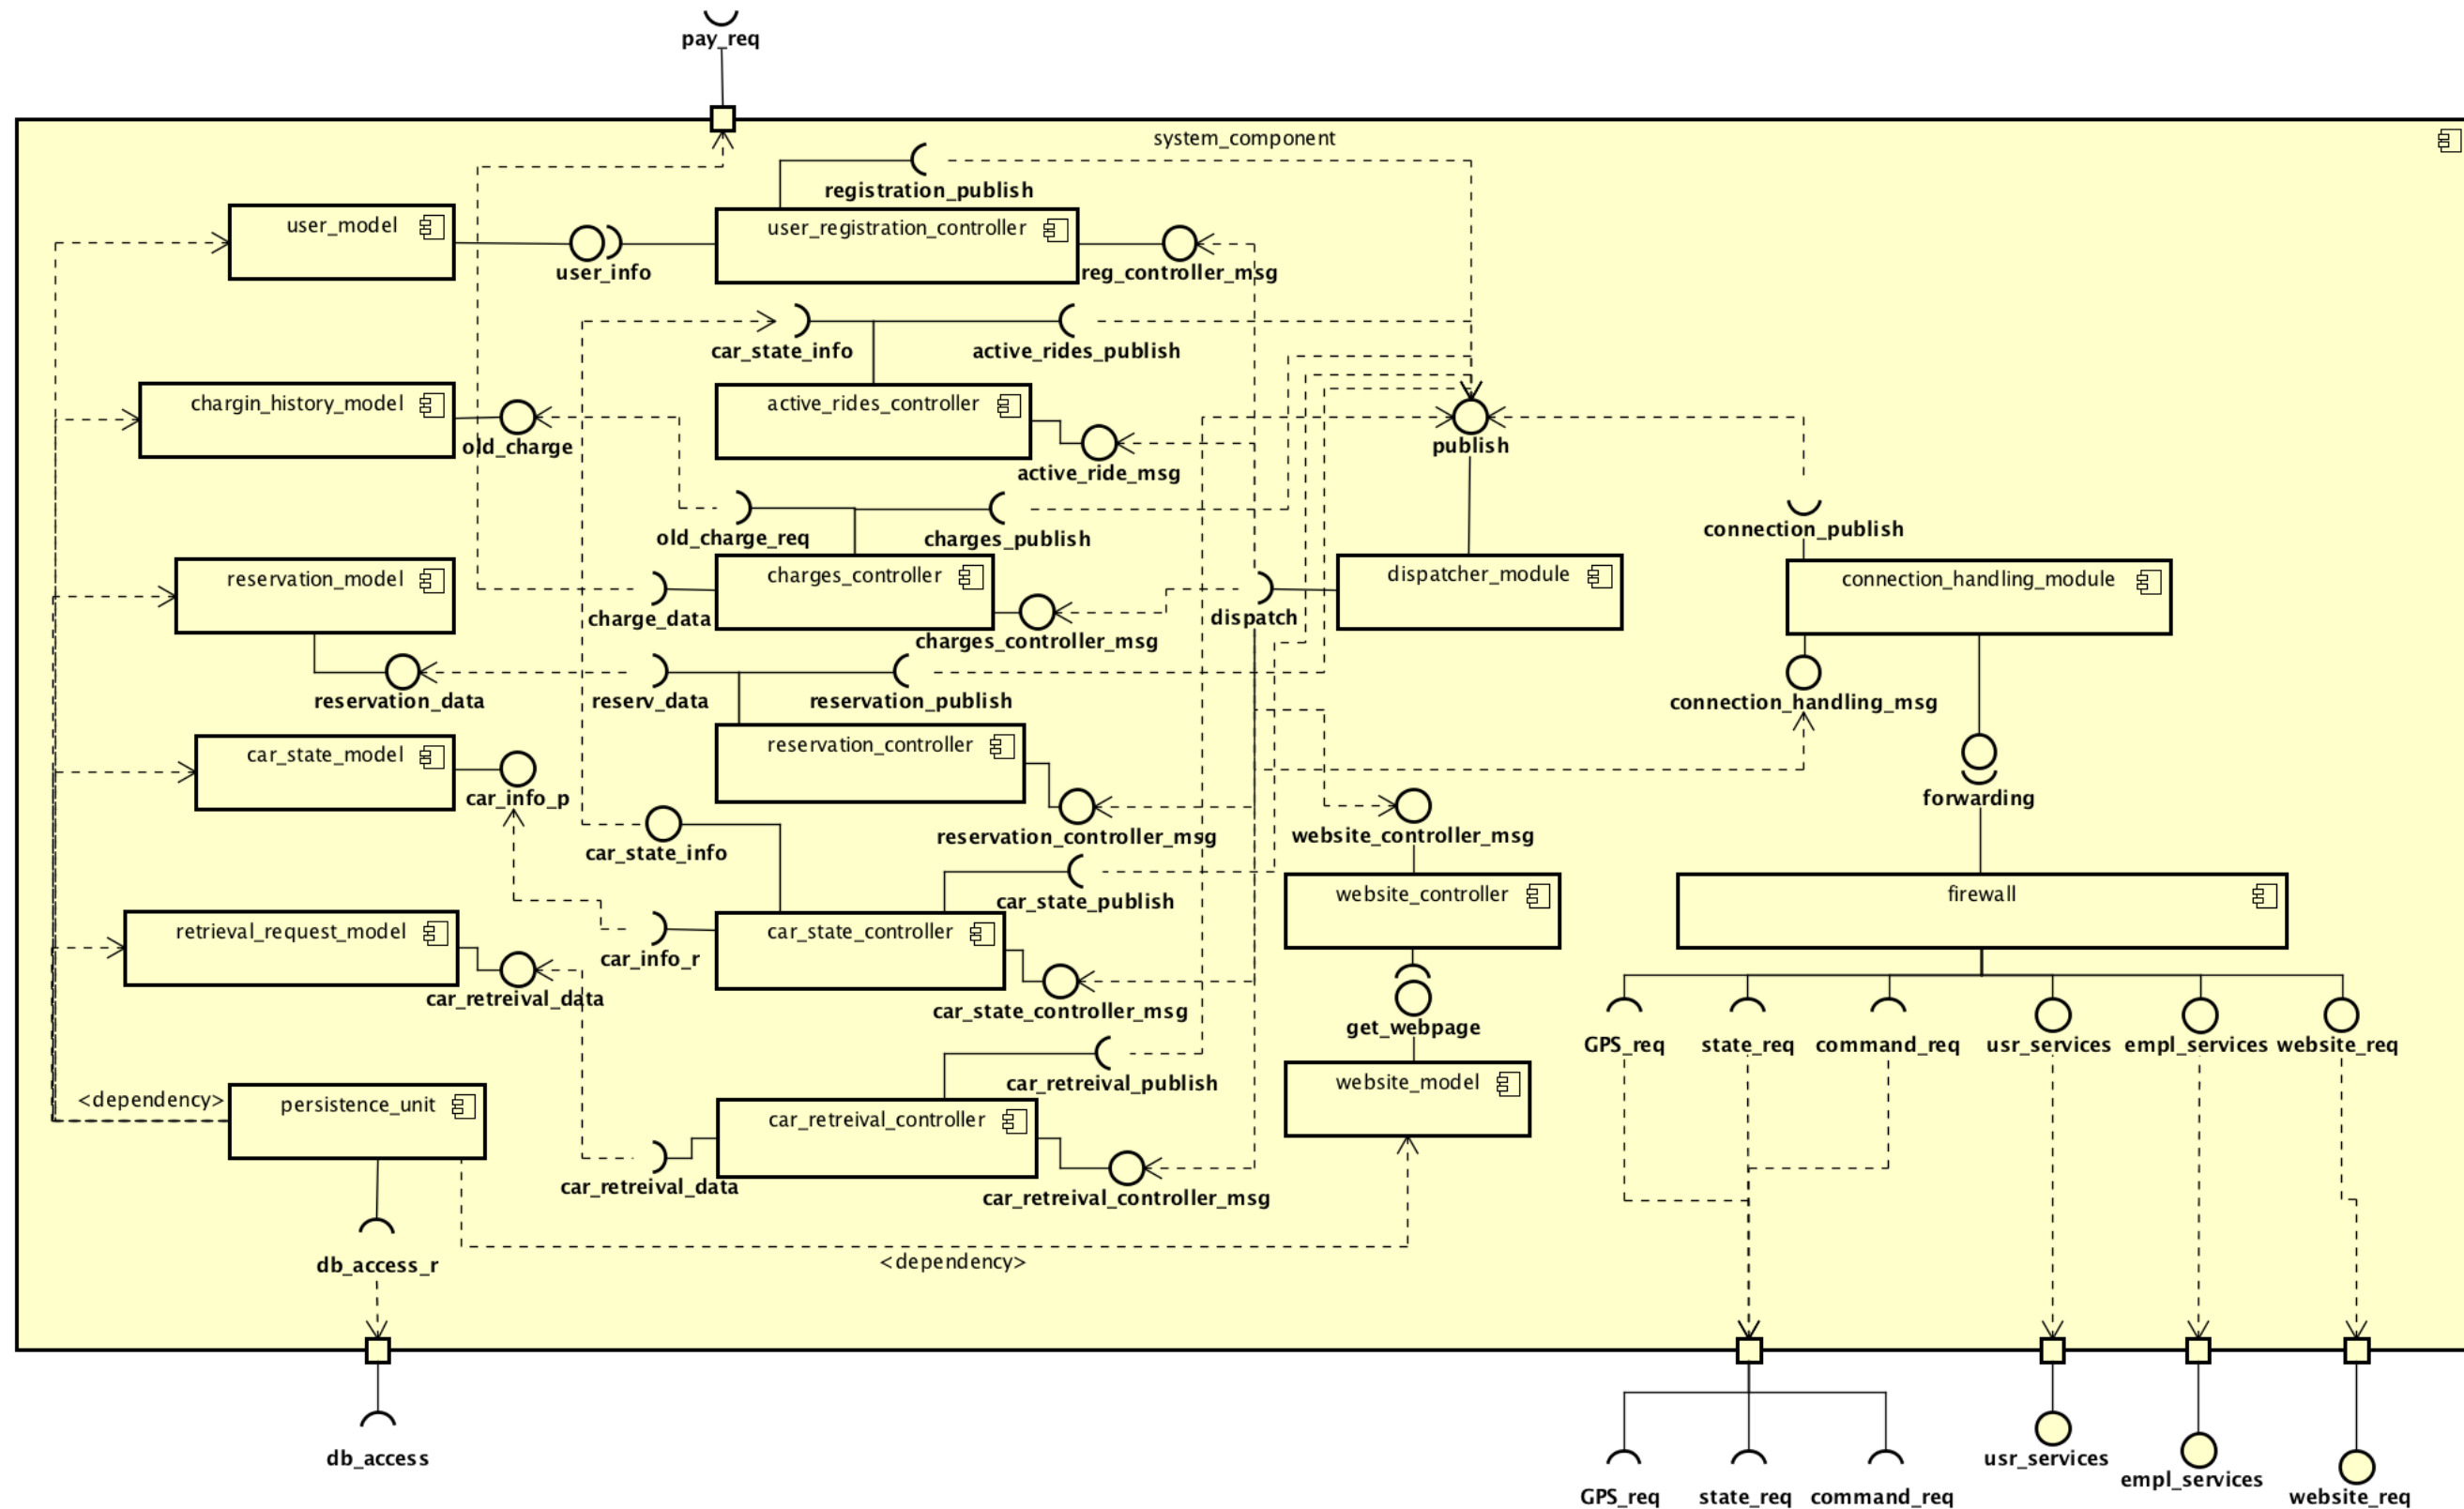 pay_req
system_component
registration_publish
user_model
user_registration_controller
user_info
reg_controller_msg
car_state_info
active_rides_publish
chargin_history_model
active_rides_controller
old_charge
publish
active_ride_msg
old_charge_req
charges_publish
connection_publish
reservation_model
charges_controller
dispatcher_module
connection_handling_module
charge_data
dispatch
charges_controller_msg
reservation_data
reserv_data
reservation_publish
connection_handling_msg
car_state_model
reservation_controller
car_info_p
forwarding
reservation_controller_msg
website_controller_msg
car_state_info
car_state_publish
website_controller
firewall
retrieval_request_model
car_state_controller
car_info_r
car_retreival_data
car_state_controller_msg
get_webpage
GPS_req
state_req
command_req
usr_services
empl_services
website_req
car_retreival_publish
website_model
<dependency>
persistence_unit
car_retreival_controller
car_retreival_data
car_retreival_controller_msg
db_access_r
<dependency>
db_access
usr_services
empl_services
GPS_req
state_req
command_req
website_req